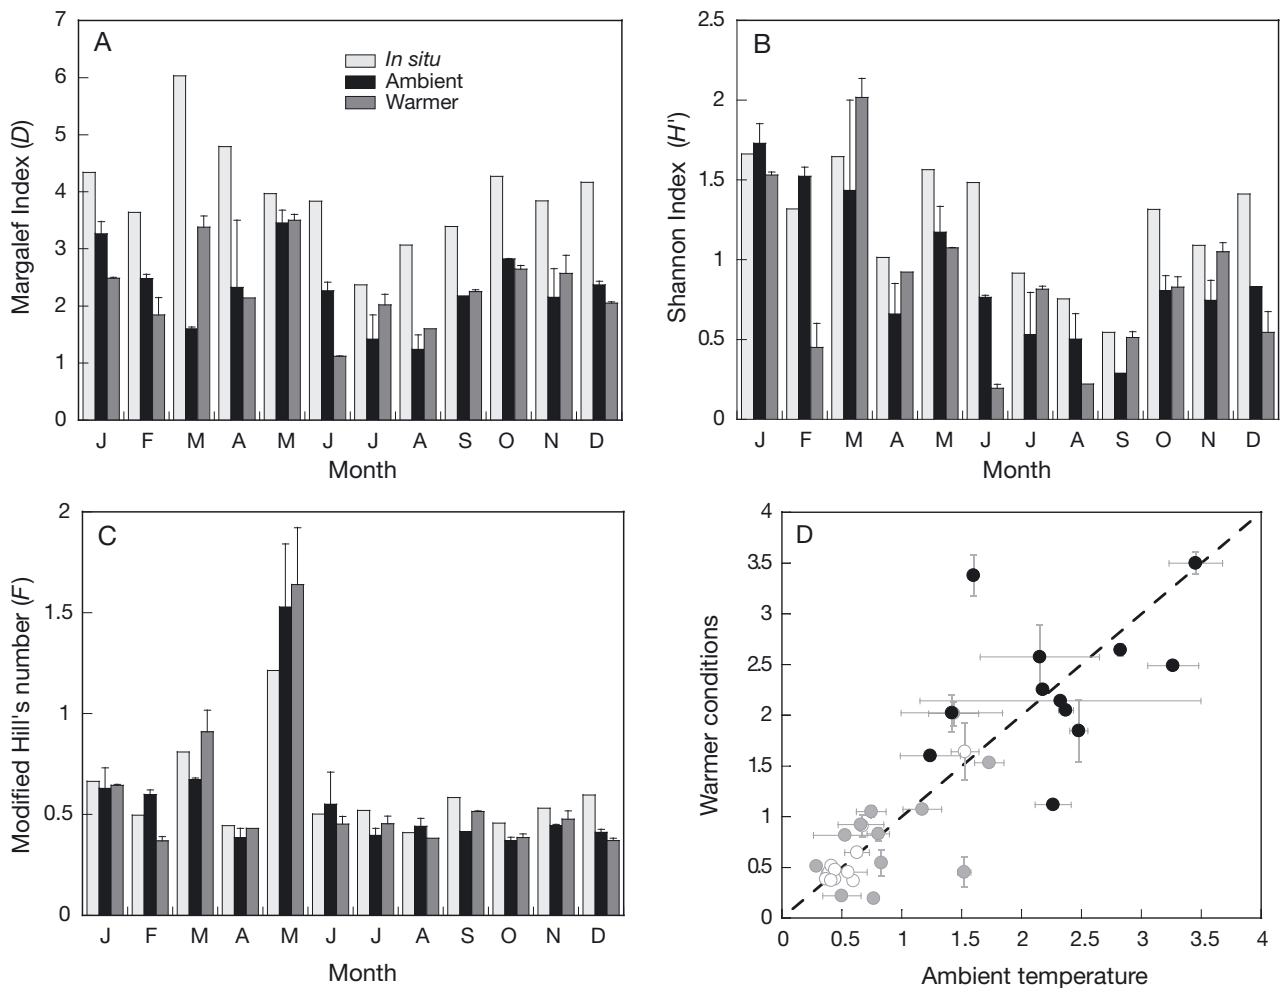 A
In situ
Ambient
Warmer
Margalef Index (D)
7
6
5
4
3
2
1
0
J F M A M J J A S O N D
Month
B
Shannon Index (H')
2.5
2
1.5
1
0.5
0
J F M A M J J A S O N D
Month
C
Modified Hill's number (F)
2
1.5
1
0.5
0
J F M A M J J A S O N D
Month
D
Warmer conditions
4
3.5
3
2.5
2
1.5
1
0.5
0
0 0.5 1 1.5 2 2.5 3 3.5 4
Ambient temperature